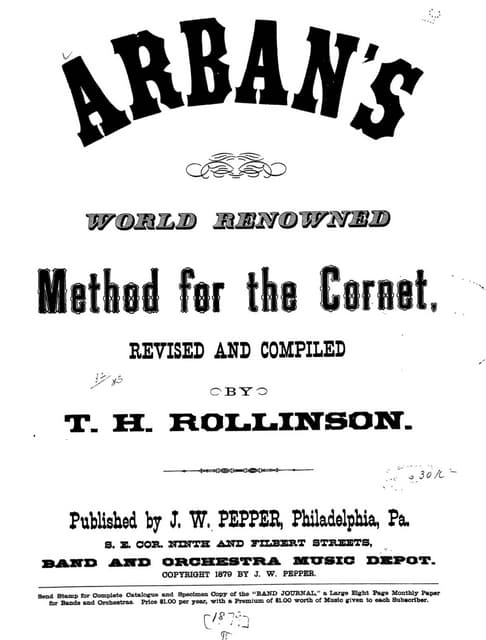 ARBAN'S
WORLD RENOWNED
Method for the Cornet,
REVISED AND COMPILED
BY
T. H. ROLLINSON.
Published by J. W. PEPPER, Philadelphia, Pa.
S. E. COR. NINTH AND FILBERT STREETS,
BAND AND ORCHESTRA MUSIC DEPOT.
COPYRIGHT 1879 BY J. W. PEPPER.
Send Stamp for Complete Catalogue and Specimen Copy of the "BAND JOURNAL," a Large Eight Page Monthly Paper
for Bands and Orchestras. Price $1.00 per year, with a Premium of $1.00 worth of Music given to each Subscriber.